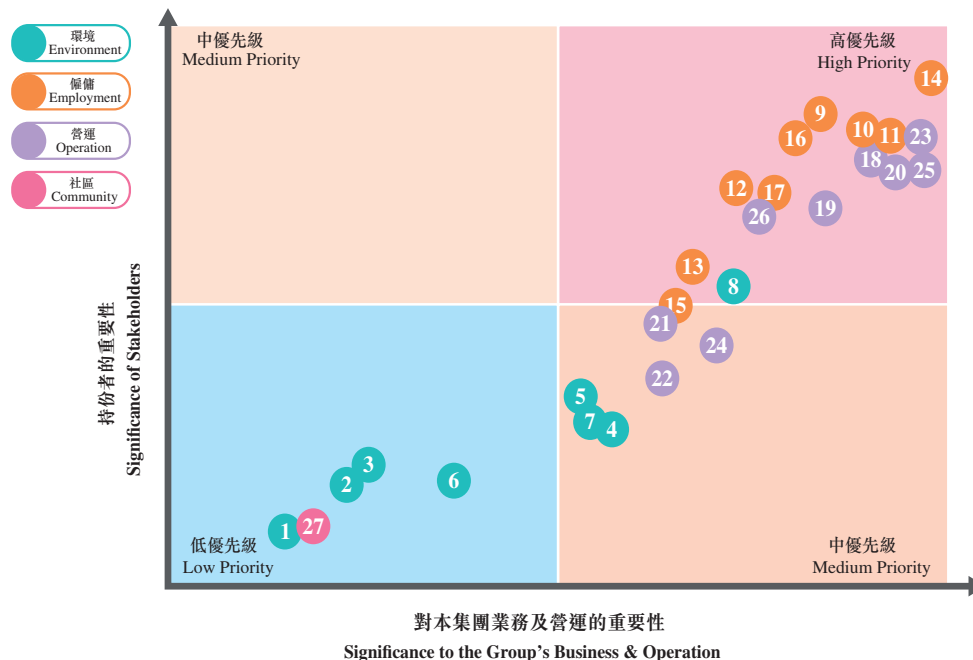 環境
Environment
僱傭
Employment
營運
Operation
社區
Community
中優先級
Medium Priority
高優先級
High Priority
14
9
10
11
23
16
18
20
25
12
17
26
19
13
8
15
21
24
22
5
7
4
3
2
6
1
27
低優先級
Low Priority
中優先級
Medium Priority
持份者的重要性
Significance of Stakeholders
對本集團業務及營運的重要性
Significance to the Group's Business & Operation